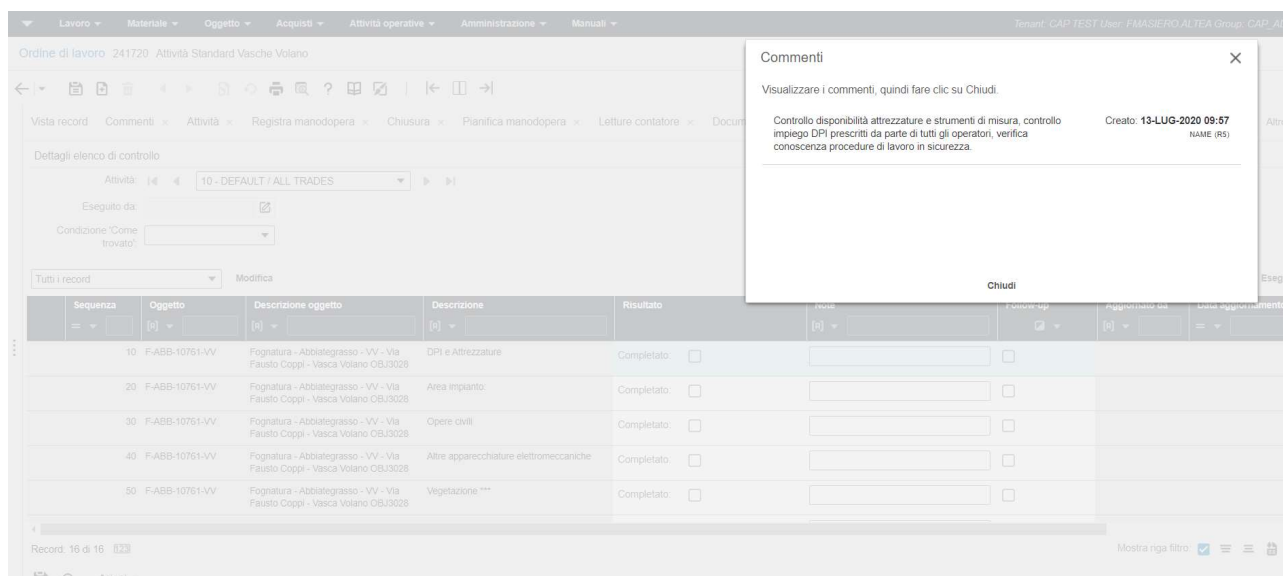 Lavoro Materiale Oggetto Acquisti Attività operative Amministrazione Manuali Tenant: CAP TEST User: FMASIERO ALTEA Group:
Ordine di lavoro 241720 Attività Standard Vasche Volano
Commenti
Visualizzare i commenti, quindi fare clic su Chiudi.
Controllo disponibilità attrezzature e strumenti di misura, controllo
impiego DPI prescritti da parte di tutti gli operatori, verifica
conoscenza procedure di lavoro in sicurezza.
Creato: 13-LUG-2020 09:57
NAME (R5)
Chiudi
Vista record Commenti × Attività × Registra manodopera × Chiusura × Pianifica manodopera × Letture contatore ×
Dettagli elenco di controllo
Attività: 10 - DEFAULT / ALL TRADES
Eseguito da:
Condizione "Come
trovato":
Tutti i record Modifica
Sequenza Oggetto Descrizione oggetto Descrizione Risultato Note Follow-up Aggiornato da Data aggiornamento
10 F-ABB-10761-VV Fognatura - Abbiategrasso - VV - Via DPI e Attrezzature Completato:
Fausto Coppi - Vasca Volano OBJ3028
20 F-ABB-10761-VV Fognatura - Abbiategrasso - VV - Via Area impianto: Completato:
Fausto Coppi - Vasca Volano OBJ3028
30 F-ABB-10761-VV Fognatura - Abbiategrasso - VV - Via Opere civili Completato:
Fausto Coppi - Vasca Volano OBJ3028
40 F-ABB-10761-VV Fognatura - Abbiategrasso - VV - Via Altre apparecchiature elettromeccaniche Completato:
Fausto Coppi - Vasca Volano OBJ3028
50 F-ABB-10761-VV Fognatura - Abbiategrasso - VV - Via Vegetazione *** Completato:
Fausto Coppi - Vasca Volano OBJ3028
Record: 16 di 16 Mostra riga filtro: